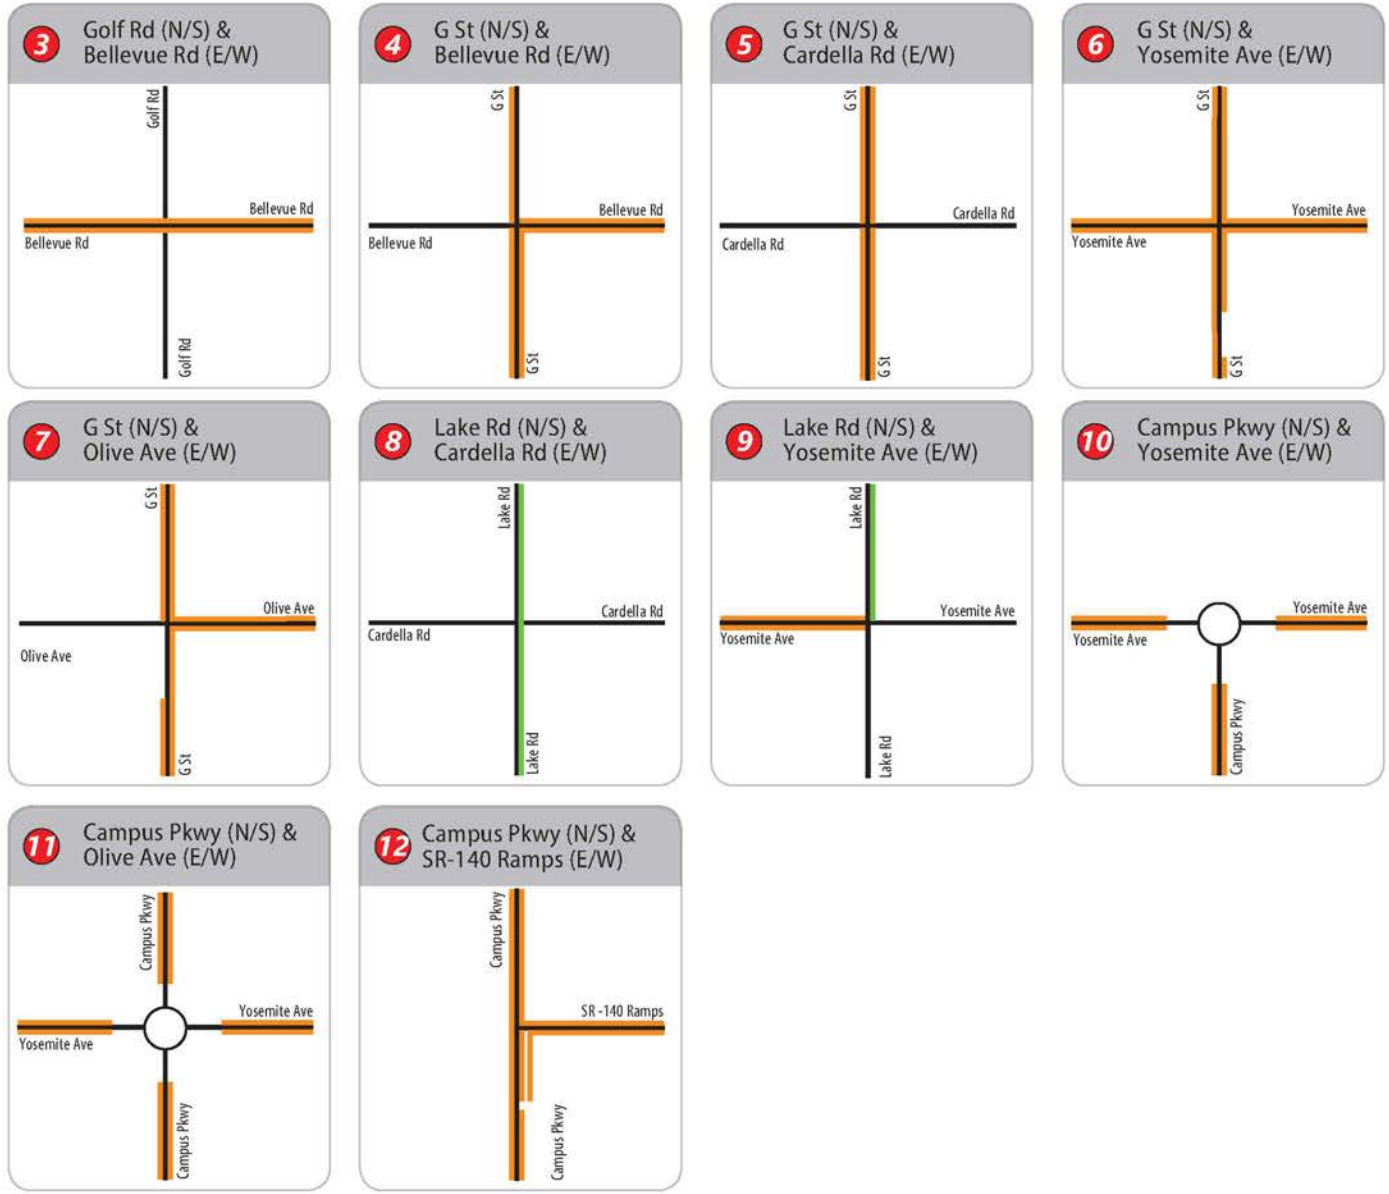 3
Golf Rd (N/S) &
Bellevue Rd (E/W)
Golf Rd
Bellevue Rd
Bellevue Rd
Golf Rd
4
G St (N/S) &
Bellevue Rd (E/W)
G St
Bellevue Rd
Bellevue Rd
G St
5
G St (N/S) &
Cardella Rd (E/W)
G St
Cardella Rd
Cardella Rd
G St
6
G St (N/S) &
Yosemite Ave (E/W)
G St
Yosemite Ave
Yosemite Ave
G St
7
G St (N/S) &
Olive Ave (E/W)
G St
Olive Ave
Olive Ave
G St
8
Lake Rd (N/S) &
Cardella Rd (E/W)
Lake Rd
Cardella Rd
Cardella Rd
Lake Rd
9
Lake Rd (N/S) &
Yosemite Ave (E/W)
Lake Rd
Yosemite Ave
Yosemite Ave
Lake Rd
10
Campus Pkwy (N/S) &
Yosemite Ave (E/W)
Yosemite Ave
Yosemite Ave
Campus Pkwy
11
Campus Pkwy (N/S) &
Olive Ave (E/W)
Campus Pkwy
Yosemite Ave
Yosemite Ave
Campus Pkwy
12
Campus Pkwy (N/S) &
SR-140 Ramps (E/W)
Campus Pkwy
SR -140 Ramps
Campus Pkwy